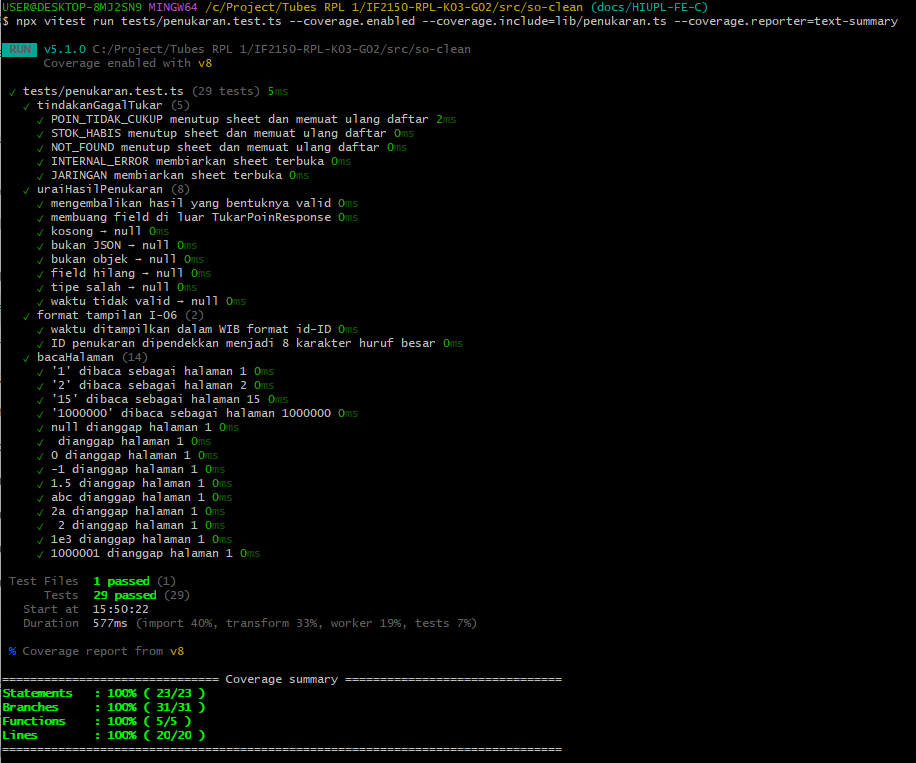 USER@DESKTOP-8MJ2SN9 MINGW64 /c/Project/Tubes RPL 1/IF2150-RPL-K03-G02/src/so-clean (docs/HIUPL-FE-C)
$ npx vitest run tests/penukaran.test.ts --coverage.enabled --coverage.include=lib/penukaran.ts --coverage.reporter=text-summary
RUN v5.1.0 C:/Project/Tubes RPL 1/IF2150-RPL-K03-G02/src/so-clean
Coverage enabled with v8
✓ tests/penukaran.test.ts (29 tests) 5ms
✓ tindakanGagalTukar (5)
✓ POIN_TIDAK_CUKUP menutup sheet dan memuat ulang daftar 2ms
✓ STOK_HABIS menutup sheet dan memuat ulang daftar 0ms
✓ NOT_FOUND menutup sheet dan memuat ulang daftar 0ms
✓ INTERNAL_ERROR membiarkan sheet terbuka 0ms
✓ JARINGAN membiarkan sheet terbuka 0ms
✓ uraiHasilPenukaran (8)
✓ mengembalikan hasil yang bentuknya valid 0ms
✓ membuang field di luar TukarPoinResponse 0ms
✓ kosong → null 0ms
✓ bukan JSON → null 0ms
✓ bukan objek → null 0ms
✓ field hilang → null 0ms
✓ tipe salah → null 0ms
✓ waktu tidak valid → null 0ms
✓ format tampilan I-06 (2)
✓ waktu ditampilkan dalam WIB format id-ID 0ms
✓ ID penukaran dipendekkan menjadi 8 karakter huruf besar 0ms
✓ bacaHalaman (14)
✓ '1' dibaca sebagai halaman 1 0ms
✓ '2' dibaca sebagai halaman 2 0ms
✓ '15' dibaca sebagai halaman 15 0ms
✓ '1000000' dibaca sebagai halaman 1000000 0ms
✓ null dianggap halaman 1 0ms
✓  dianggap halaman 1 0ms
✓ 0 dianggap halaman 1 0ms
✓ -1 dianggap halaman 1 0ms
✓ 1.5 dianggap halaman 1 0ms
✓ abc dianggap halaman 1 0ms
✓ 2a dianggap halaman 1 0ms
✓  2 dianggap halaman 1 0ms
✓ 1e3 dianggap halaman 1 0ms
✓ 1000001 dianggap halaman 1 0ms
Test Files 1 passed (1)
Tests 29 passed (29)
Start at 15:50:22
Duration 577ms (import 40%, transform 33%, worker 19%, tests 7%)
% Coverage report from v8
=============================== Coverage summary ===============================
Statements : 100% ( 23/23 )
Branches : 100% ( 31/31 )
Functions : 100% ( 5/5 )
Lines : 100% ( 20/20 )
================================================================================